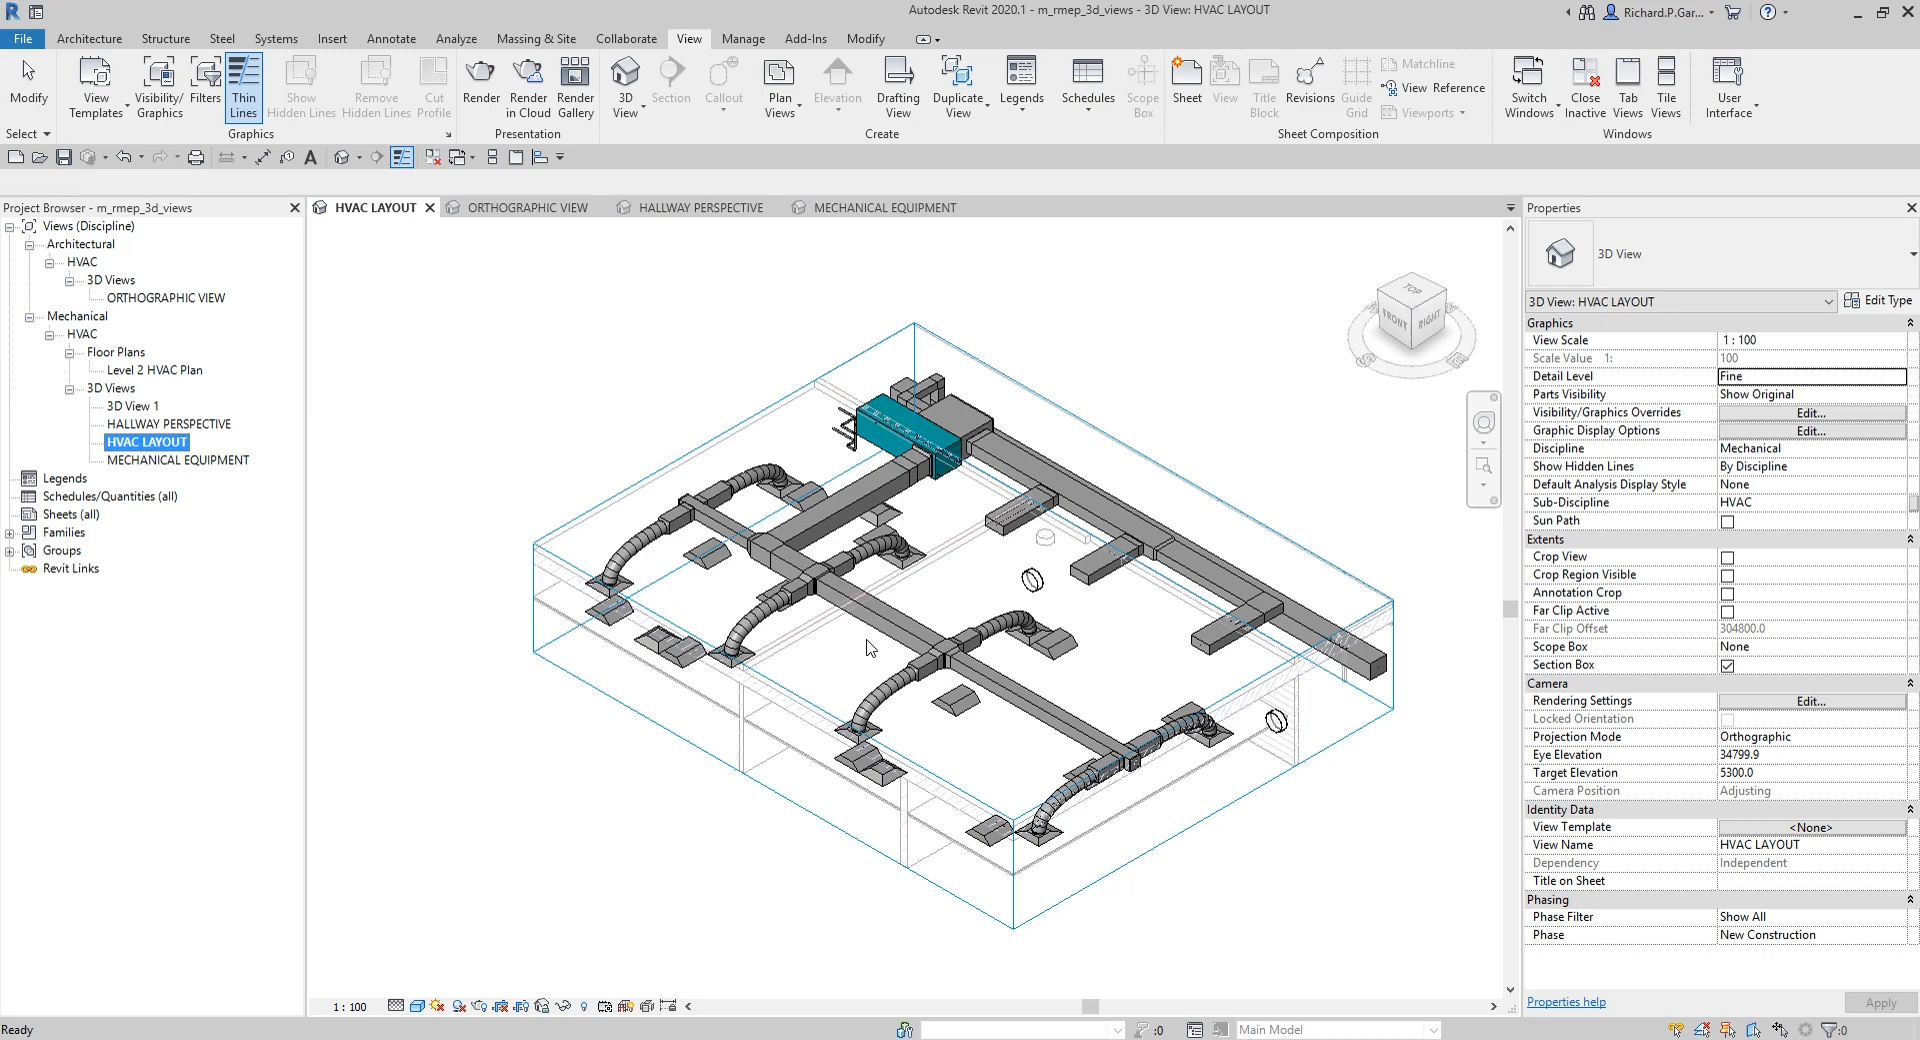 Autodesk Revit 2020.1 - m_rmep_3d_views - 3D View: HVAC LAYOUT
Richard.P.Gar...
File Architecture Structure Steel Systems Insert Annotate Analyze Massing & Site Collaborate View Manage Add-Ins Modify
Modify
View Templates
Visibility/ Graphics
Filters
Thin Lines
Show Hidden Lines
Remove Hidden Lines
Cut Profile
Render
Render in Cloud
Render Gallery
3D View
Section
Callout
Plan Views
Elevation
Drafting View
Duplicate View
Legends
Schedules
Scope Box
Sheet
View
Title Block
Revisions
Guide Grid
Matchline
View Reference
Viewports
Switch Windows
Close Inactive
Tab Views
Tile Views
User Interface
Select Graphics Presentation Create Sheet Composition Windows
Project Browser - m_rmep_3d_views
Views (Discipline)
Architectural
HVAC
3D Views
ORTHOGRAPHIC VIEW
Mechanical
HVAC
Floor Plans
Level 2 HVAC Plan
3D Views
3D View 1
HALLWAY PERSPECTIVE
HVAC LAYOUT
MECHANICAL EQUIPMENT
Legends
Schedules/Quantities (all)
Sheets (all)
Families
Groups
Revit Links
HVAC LAYOUT ORTHOGRAPHIC VIEW HALLWAY PERSPECTIVE MECHANICAL EQUIPMENT
TOP
FRONT RIGHT
Properties
3D View
3D View: HVAC LAYOUT Edit Type
Graphics
View Scale 1 : 100
Scale Value 1: 100
Detail Level Fine
Parts Visibility Show Original
Visibility/Graphics Overrides Edit...
Graphic Display Options Edit...
Discipline Mechanical
Show Hidden Lines By Discipline
Default Analysis Display Style None
Sub-Discipline HVAC
Sun Path
Extents
Crop View
Crop Region Visible
Annotation Crop
Far Clip Active
Far Clip Offset 304800.0
Scope Box None
Section Box
Camera
Rendering Settings Edit...
Locked Orientation
Projection Mode Orthographic
Eye Elevation 34799.9
Target Elevation 5300.0
Camera Position Adjusting
Identity Data
View Template <None>
View Name HVAC LAYOUT
Dependency Independent
Title on Sheet
Phasing
Phase Filter Show All
Phase New Construction
Properties help Apply
1 : 100
Ready
:0
Main Model
:0